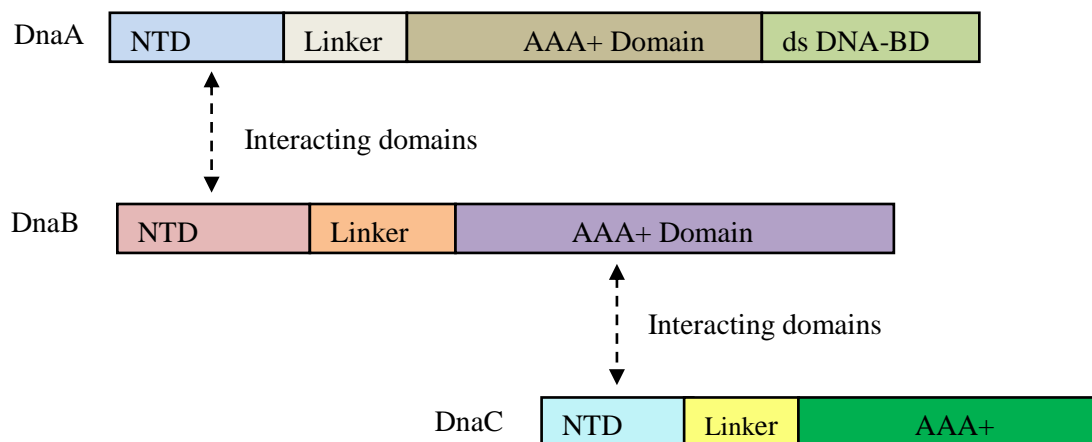 DnaA NTD Linker AAA+ Domain ds DNA-BD
Interacting domains
DnaB NTD Linker AAA+ Domain
Interacting domains
DnaC NTD Linker AAA+